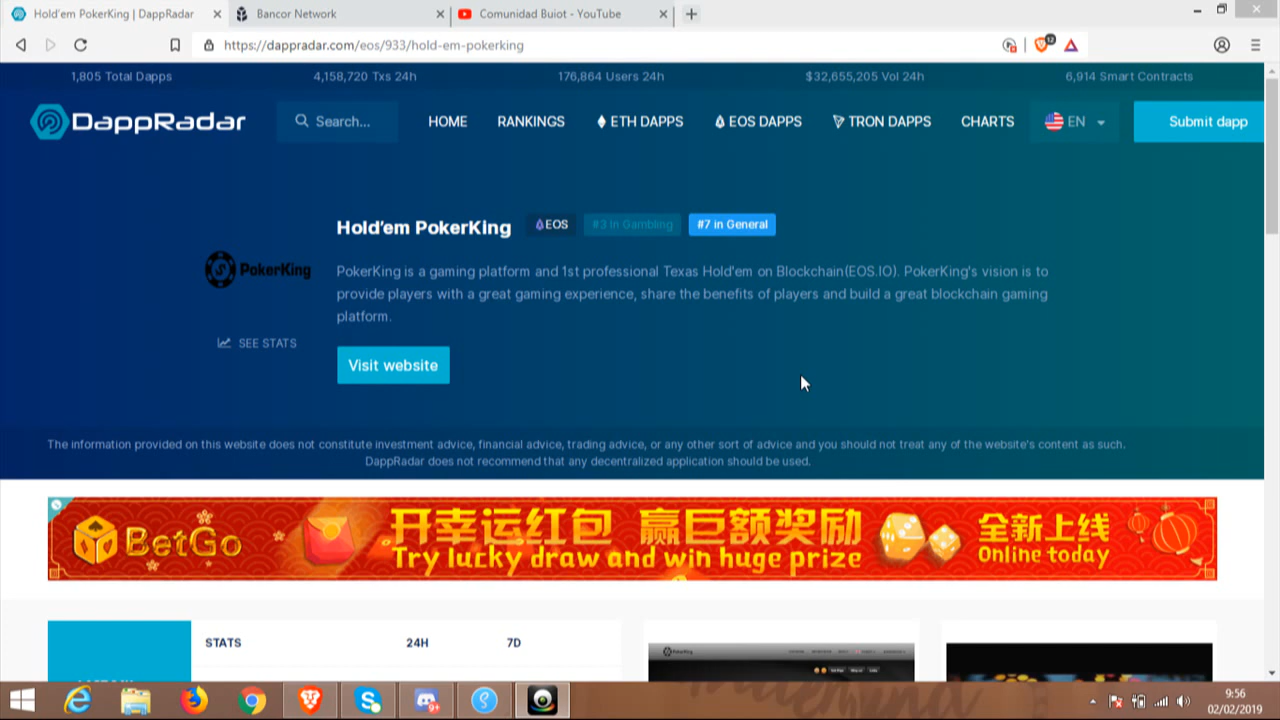 Hold'em PokerKing | DappRadar
Bancor Network
Comunidad Buiot - YouTube
https://dappradar.com/eos/933/hold-em-pokerking
12
1,805 Total Dapps
4,158,720 Txs 24h
176,864 Users 24h
$32,655,205 Vol 24h
6,914 Smart Contracts
DappRadar
Search...
HOME
RANKINGS
ETH DAPPS
EOS DAPPS
TRON DAPPS
CHARTS
EN
Submit dapp
Hold'em PokerKing
EOS
#3 in Gambling
#7 in General
PokerKing
PokerKing is a gaming platform and 1st professional Texas Hold'em on Blockchain(EOS.IO). PokerKing's vision is to
provide players with a great gaming experience, share the benefits of players and build a great blockchain gaming
platform.
SEE STATS
Visit website
The information provided on this website does not constitute investment advice, financial advice, trading advice, or any other sort of advice and you should not treat any of the website's content as such.
DappRadar does not recommend that any decentralized application should be used.
BetGo
开幸运红包 赢巨额奖励
Try lucky draw and win huge prize
全新上线
Online today
STATS
24H
7D
PokerKing
9:56
02/02/2019